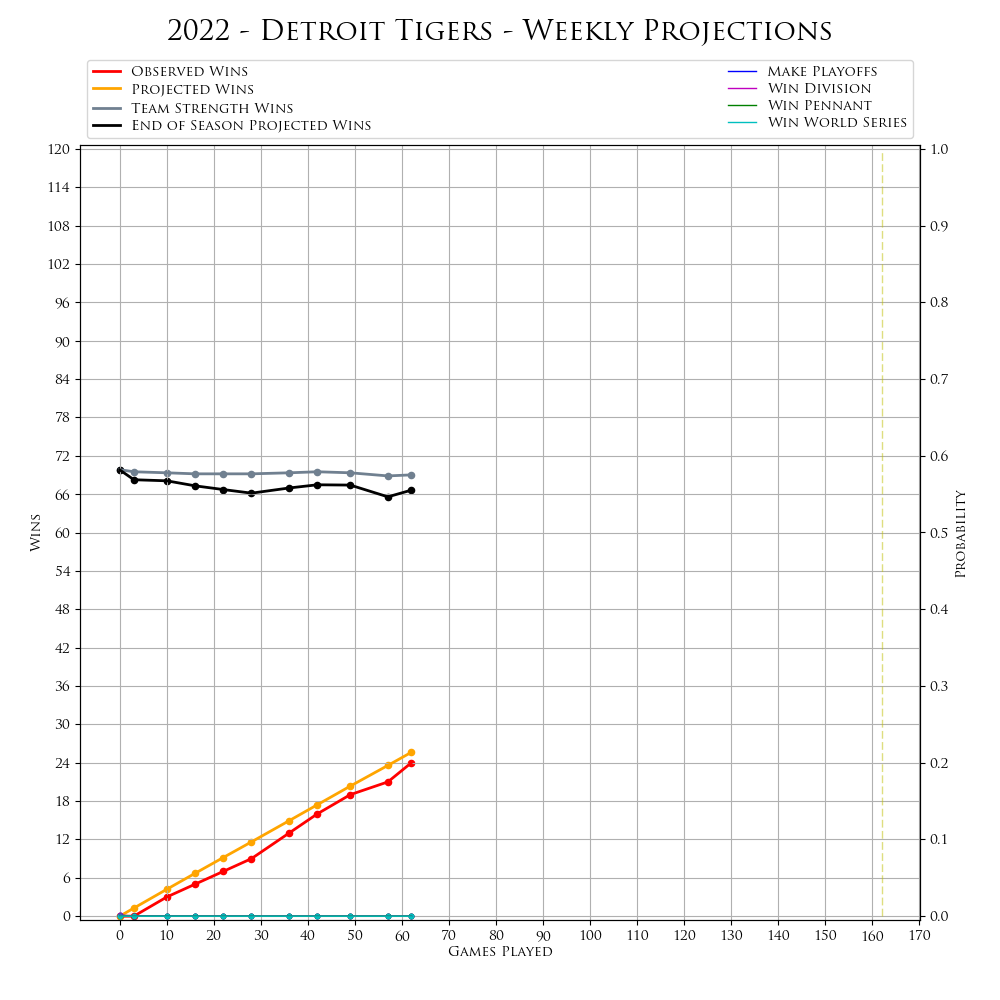 2022 - Detroit Tigers - Weekly Projections
Observed Wins
Projected Wins
Team Strength Wins
End of Season Projected Wins
Make Playoffs
Win Division
Win Pennant
Win World Series
120
114
108
102
96
90
84
78
72
66
60
54
48
42
36
30
24
18
12
6
0
Wins
1.0
0.9
0.8
0.7
0.6
0.5
0.4
0.3
0.2
0.1
0.0
Probability
0 10 20 30 40 50 60 70 80 90 100 110 120 130 140 150 160 170
Games Played